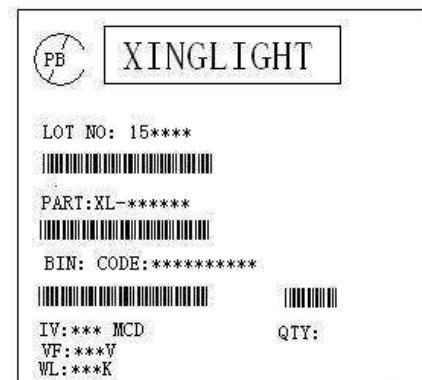 PB
XINGLIGHT
LOT NO: 15****
PART:XL-******
BIN: CODE:**********
IV:*** MCD QTY:
VF:***V
WL:***K